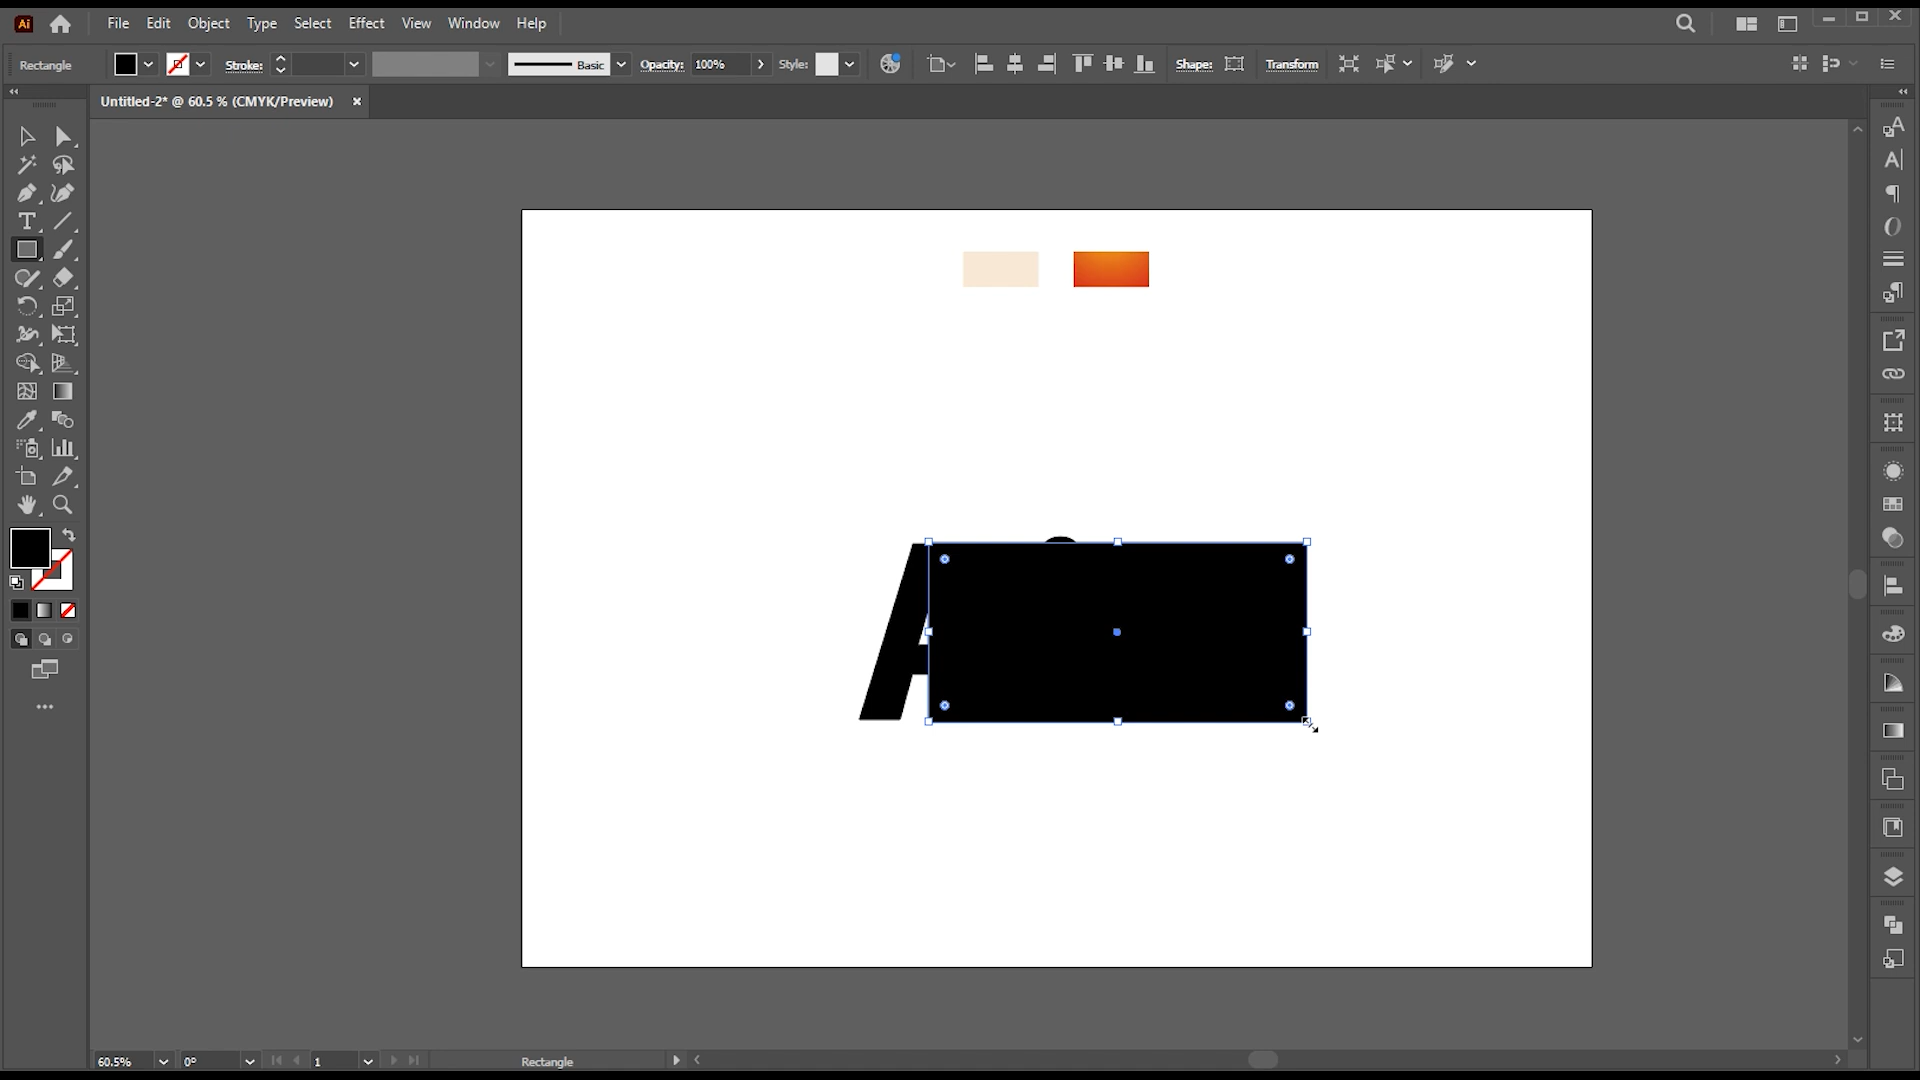 Ai File Edit Object Type Select Effect View Window Help
Rectangle Stroke: Basic Opacity: 100% Style: Shape: Transform
Untitled-2* @ 60.5 % (CMYK/Preview)
A
60.5% 0° 1 Rectangle